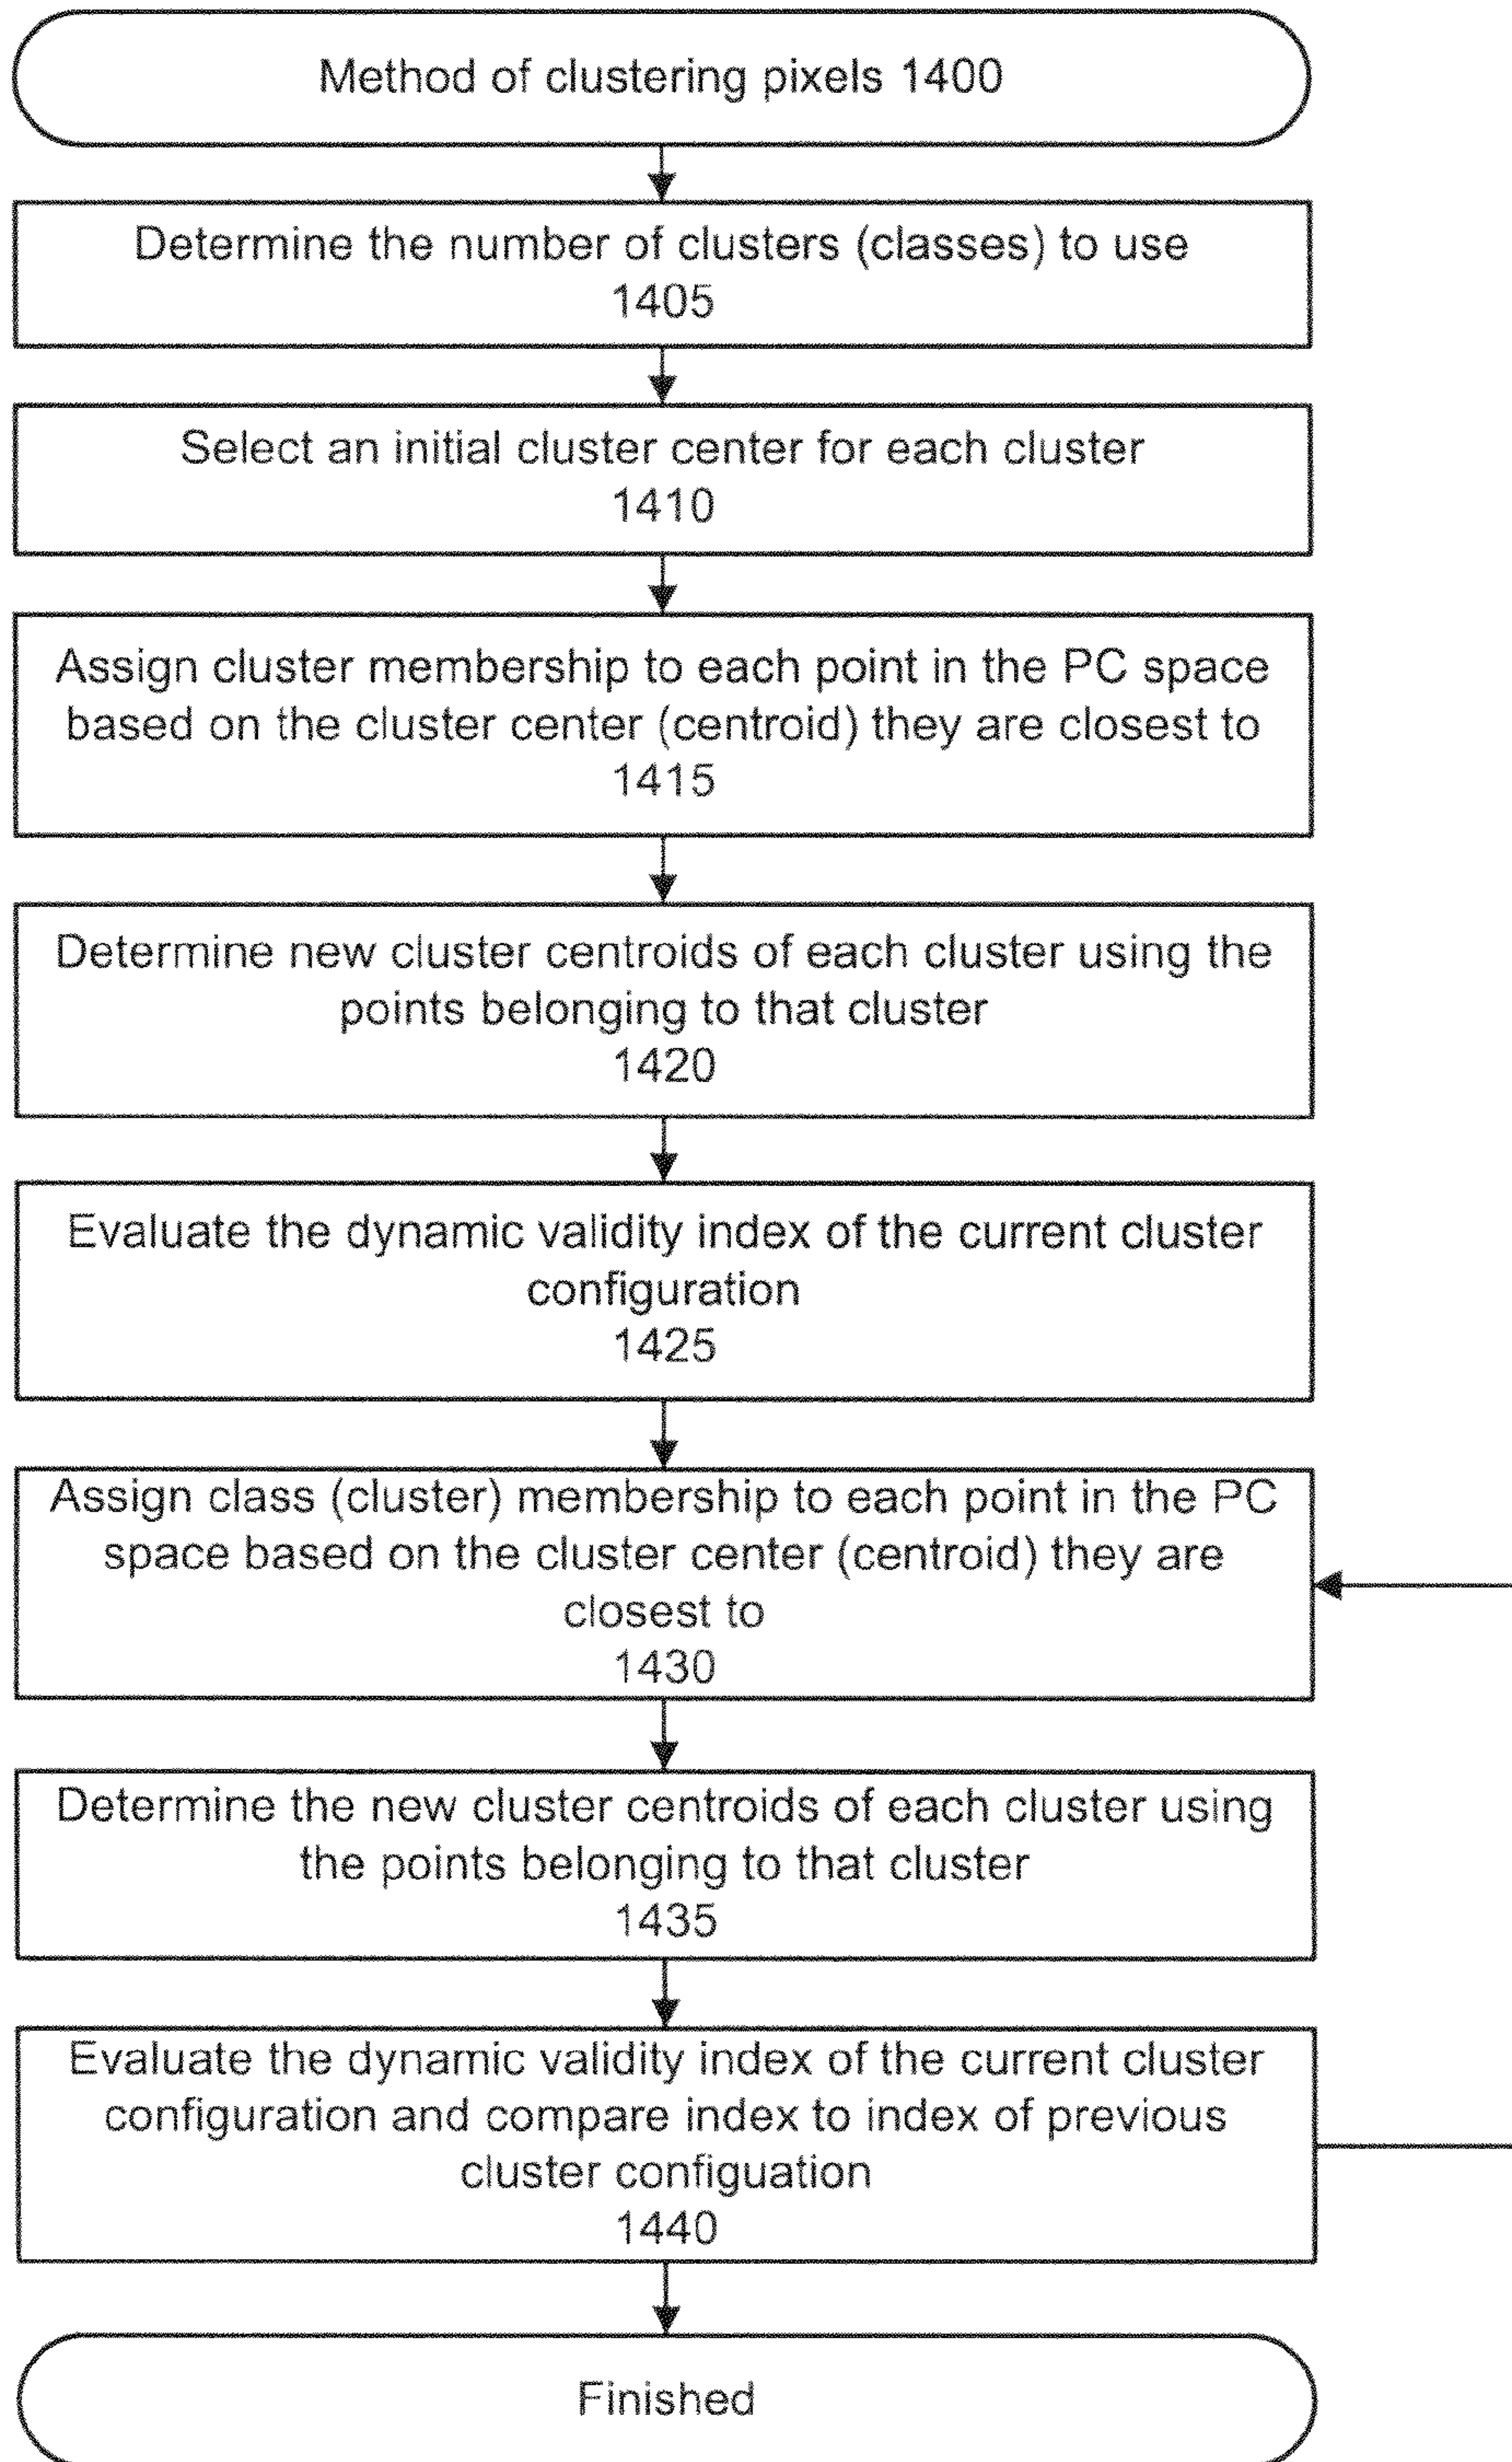 Method of clustering pixels 1400
Determine the number of clusters (classes) to use
1405
Select an initial cluster center for each cluster
1410
Assign cluster membership to each point in the PC space
based on the cluster center (centroid) they are closest to
1415
Determine new cluster centroids of each cluster using the
points belonging to that cluster
1420
Evaluate the dynamic validity index of the current cluster
configuration
1425
Assign class (cluster) membership to each point in the PC
space based on the cluster center (centroid) they are
closest to
1430
Determine the new cluster centroids of each cluster using
the points belonging to that cluster
1435
Evaluate the dynamic validity index of the current cluster
configuration and compare index to index of previous
cluster configuation
1440
Finished